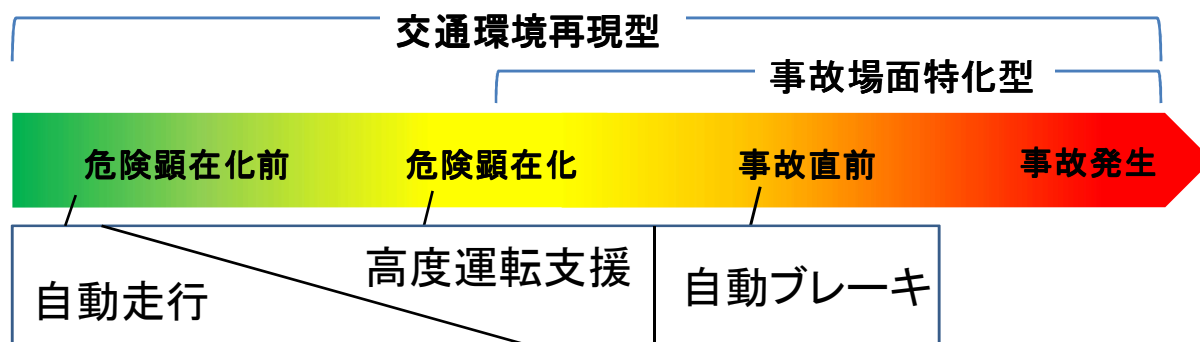 交通環境再現型
事故場面特化型
危険顕在化前
危険顕在化
事故直前
事故発生
高度運転支援
自動ブレーキ
自動走行